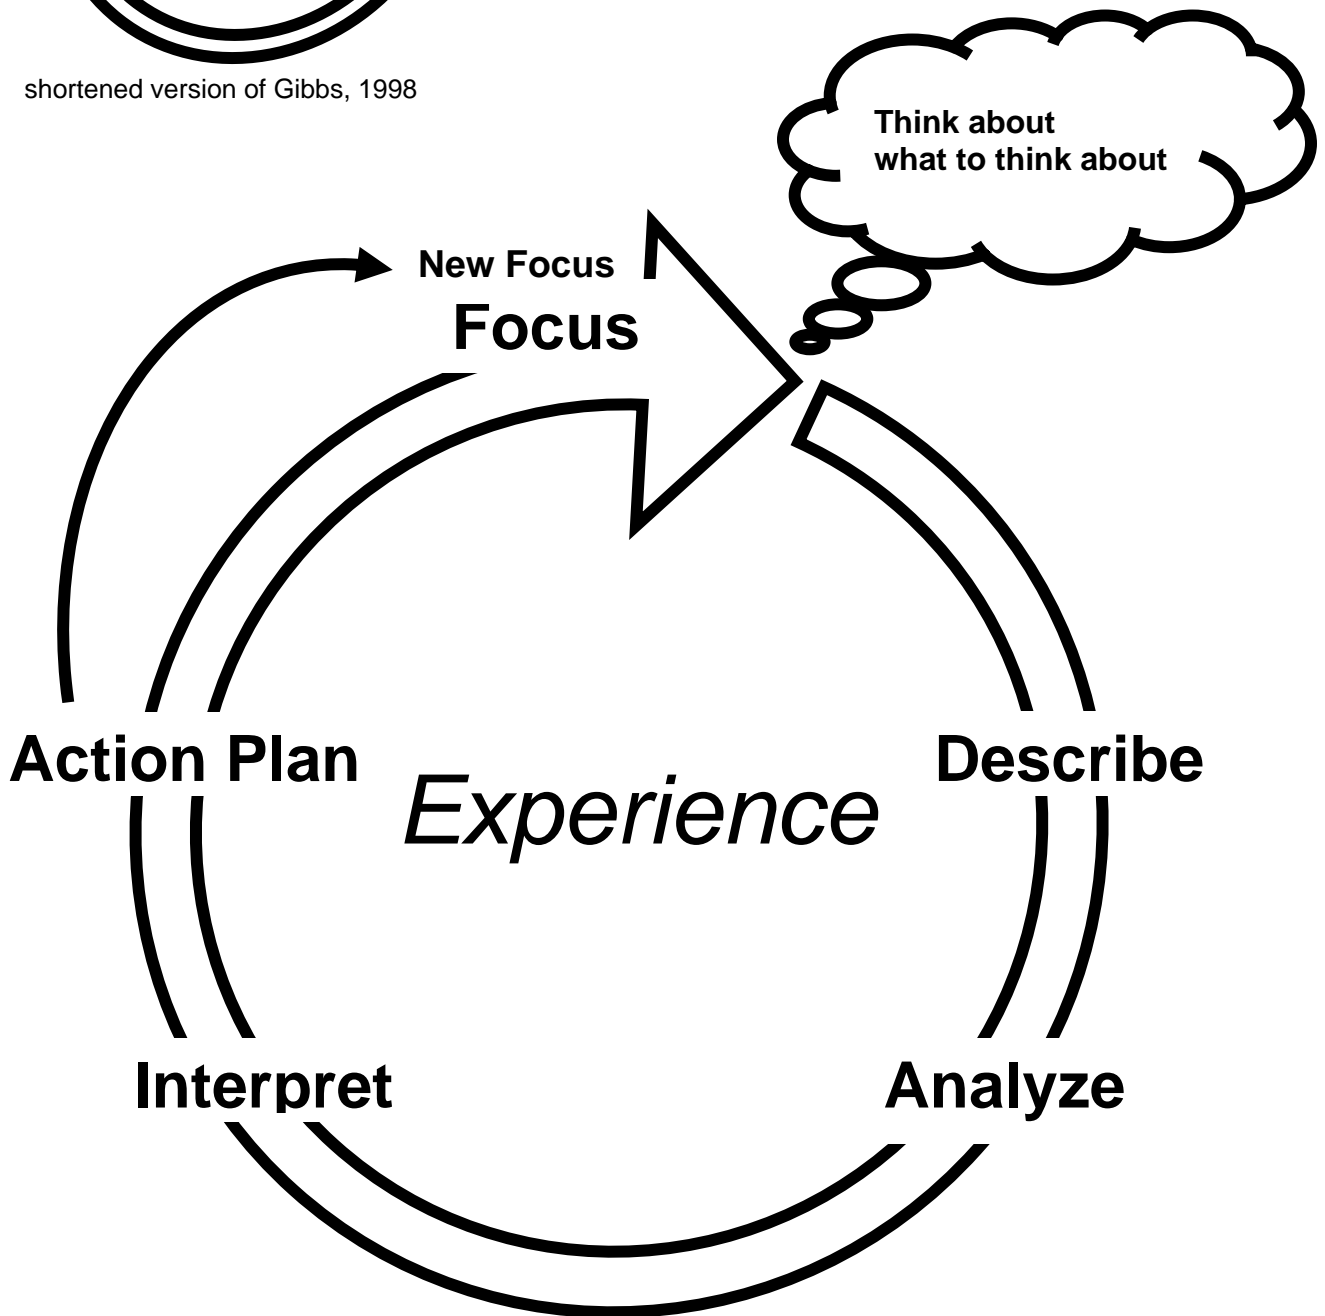 shortened version of Gibbs, 1998
Think about
what to think about
New Focus
Focus
Action Plan
Describe
Experience
Interpret
Analyze